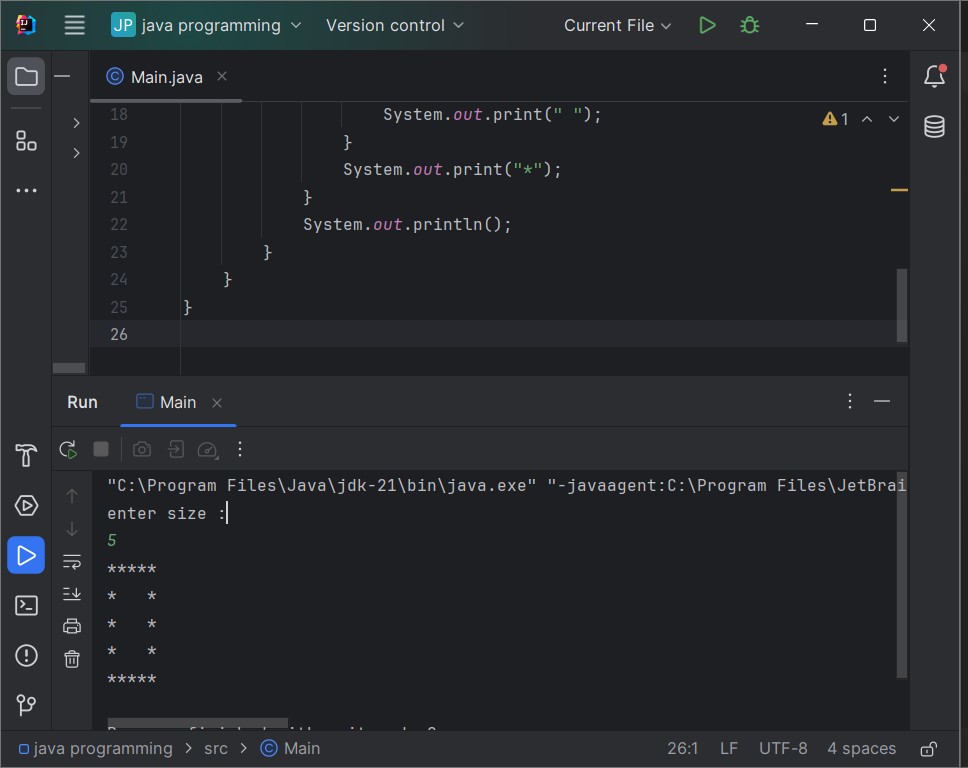 JP java programming Version control Current File
Main.java
18 System.out.print(" ");
1
19 }
20 System.out.print("*");
21 }
22 System.out.println();
23 }
24 }
25 }
26
Run Main
"C:\Program Files\Java\jdk-21\bin\java.exe" "-javaagent:C:\Program Files\JetBrai
enter size :
5
*****
*   *
*   *
*   *
*****
java programming > src > Main 26:1 LF UTF-8 4 spaces